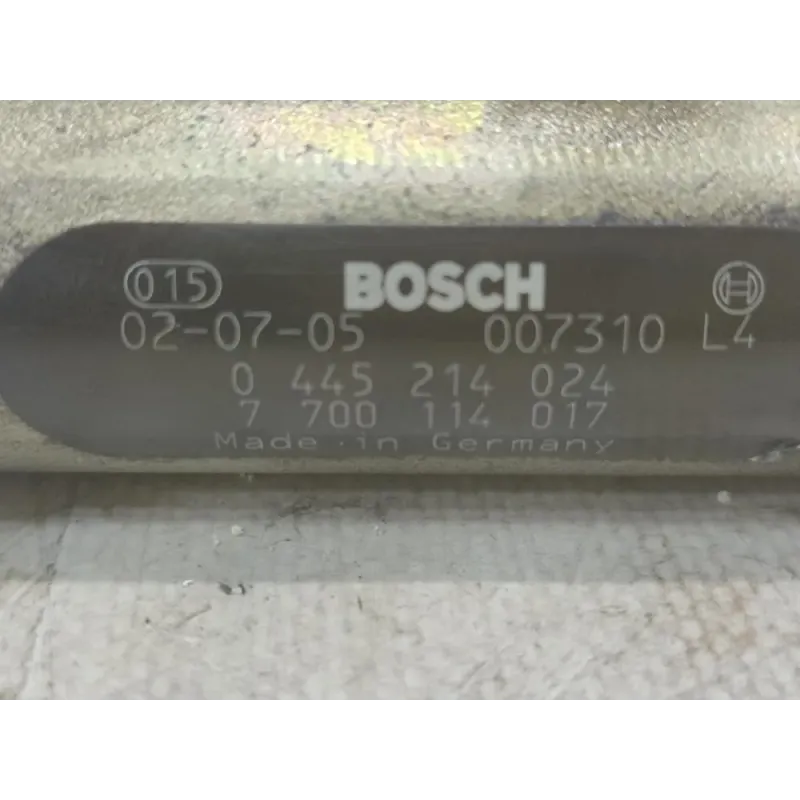 015 BOSCH
02-07-05 007310 L4
0 445 214 024
7 700 114 017
Made in Germany